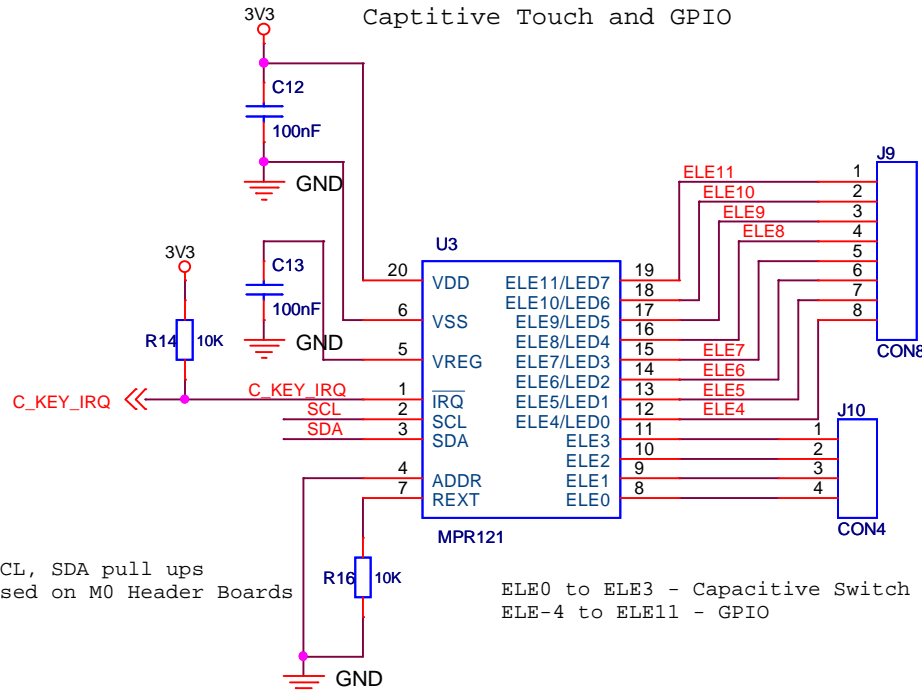 Captitive Touch and GPIO
3V3
C12
100nF
GND
3V3
C13
100nF
GND
R14
10K
C_KEY_IRQ
C_KEY_IRQ
SCL
SDA
U3
20
VDD
6
VSS
5
VREG
1
IRQ
2
SCL
3
SDA
4
ADDR
7
REXT
ELE11/LED7
19
ELE10/LED6
18
ELE9/LED5
17
ELE8/LED4
16
ELE7/LED3
15
ELE6/LED2
14
ELE5/LED1
13
ELE4/LED0
12
ELE3
11
ELE2
10
ELE1
9
ELE0
8
MPR121
ELE11
ELE10
ELE9
ELE8
ELE7
ELE6
ELE5
ELE4
J9
1
2
3
4
5
6
7
8
CON8
J10
1
2
3
4
CON4
R16
10K
GND
CL, SDA pull ups
sed on M0 Header Boards
ELE0 to ELE3 - Capacitive Switch
ELE-4 to ELE11 - GPIO